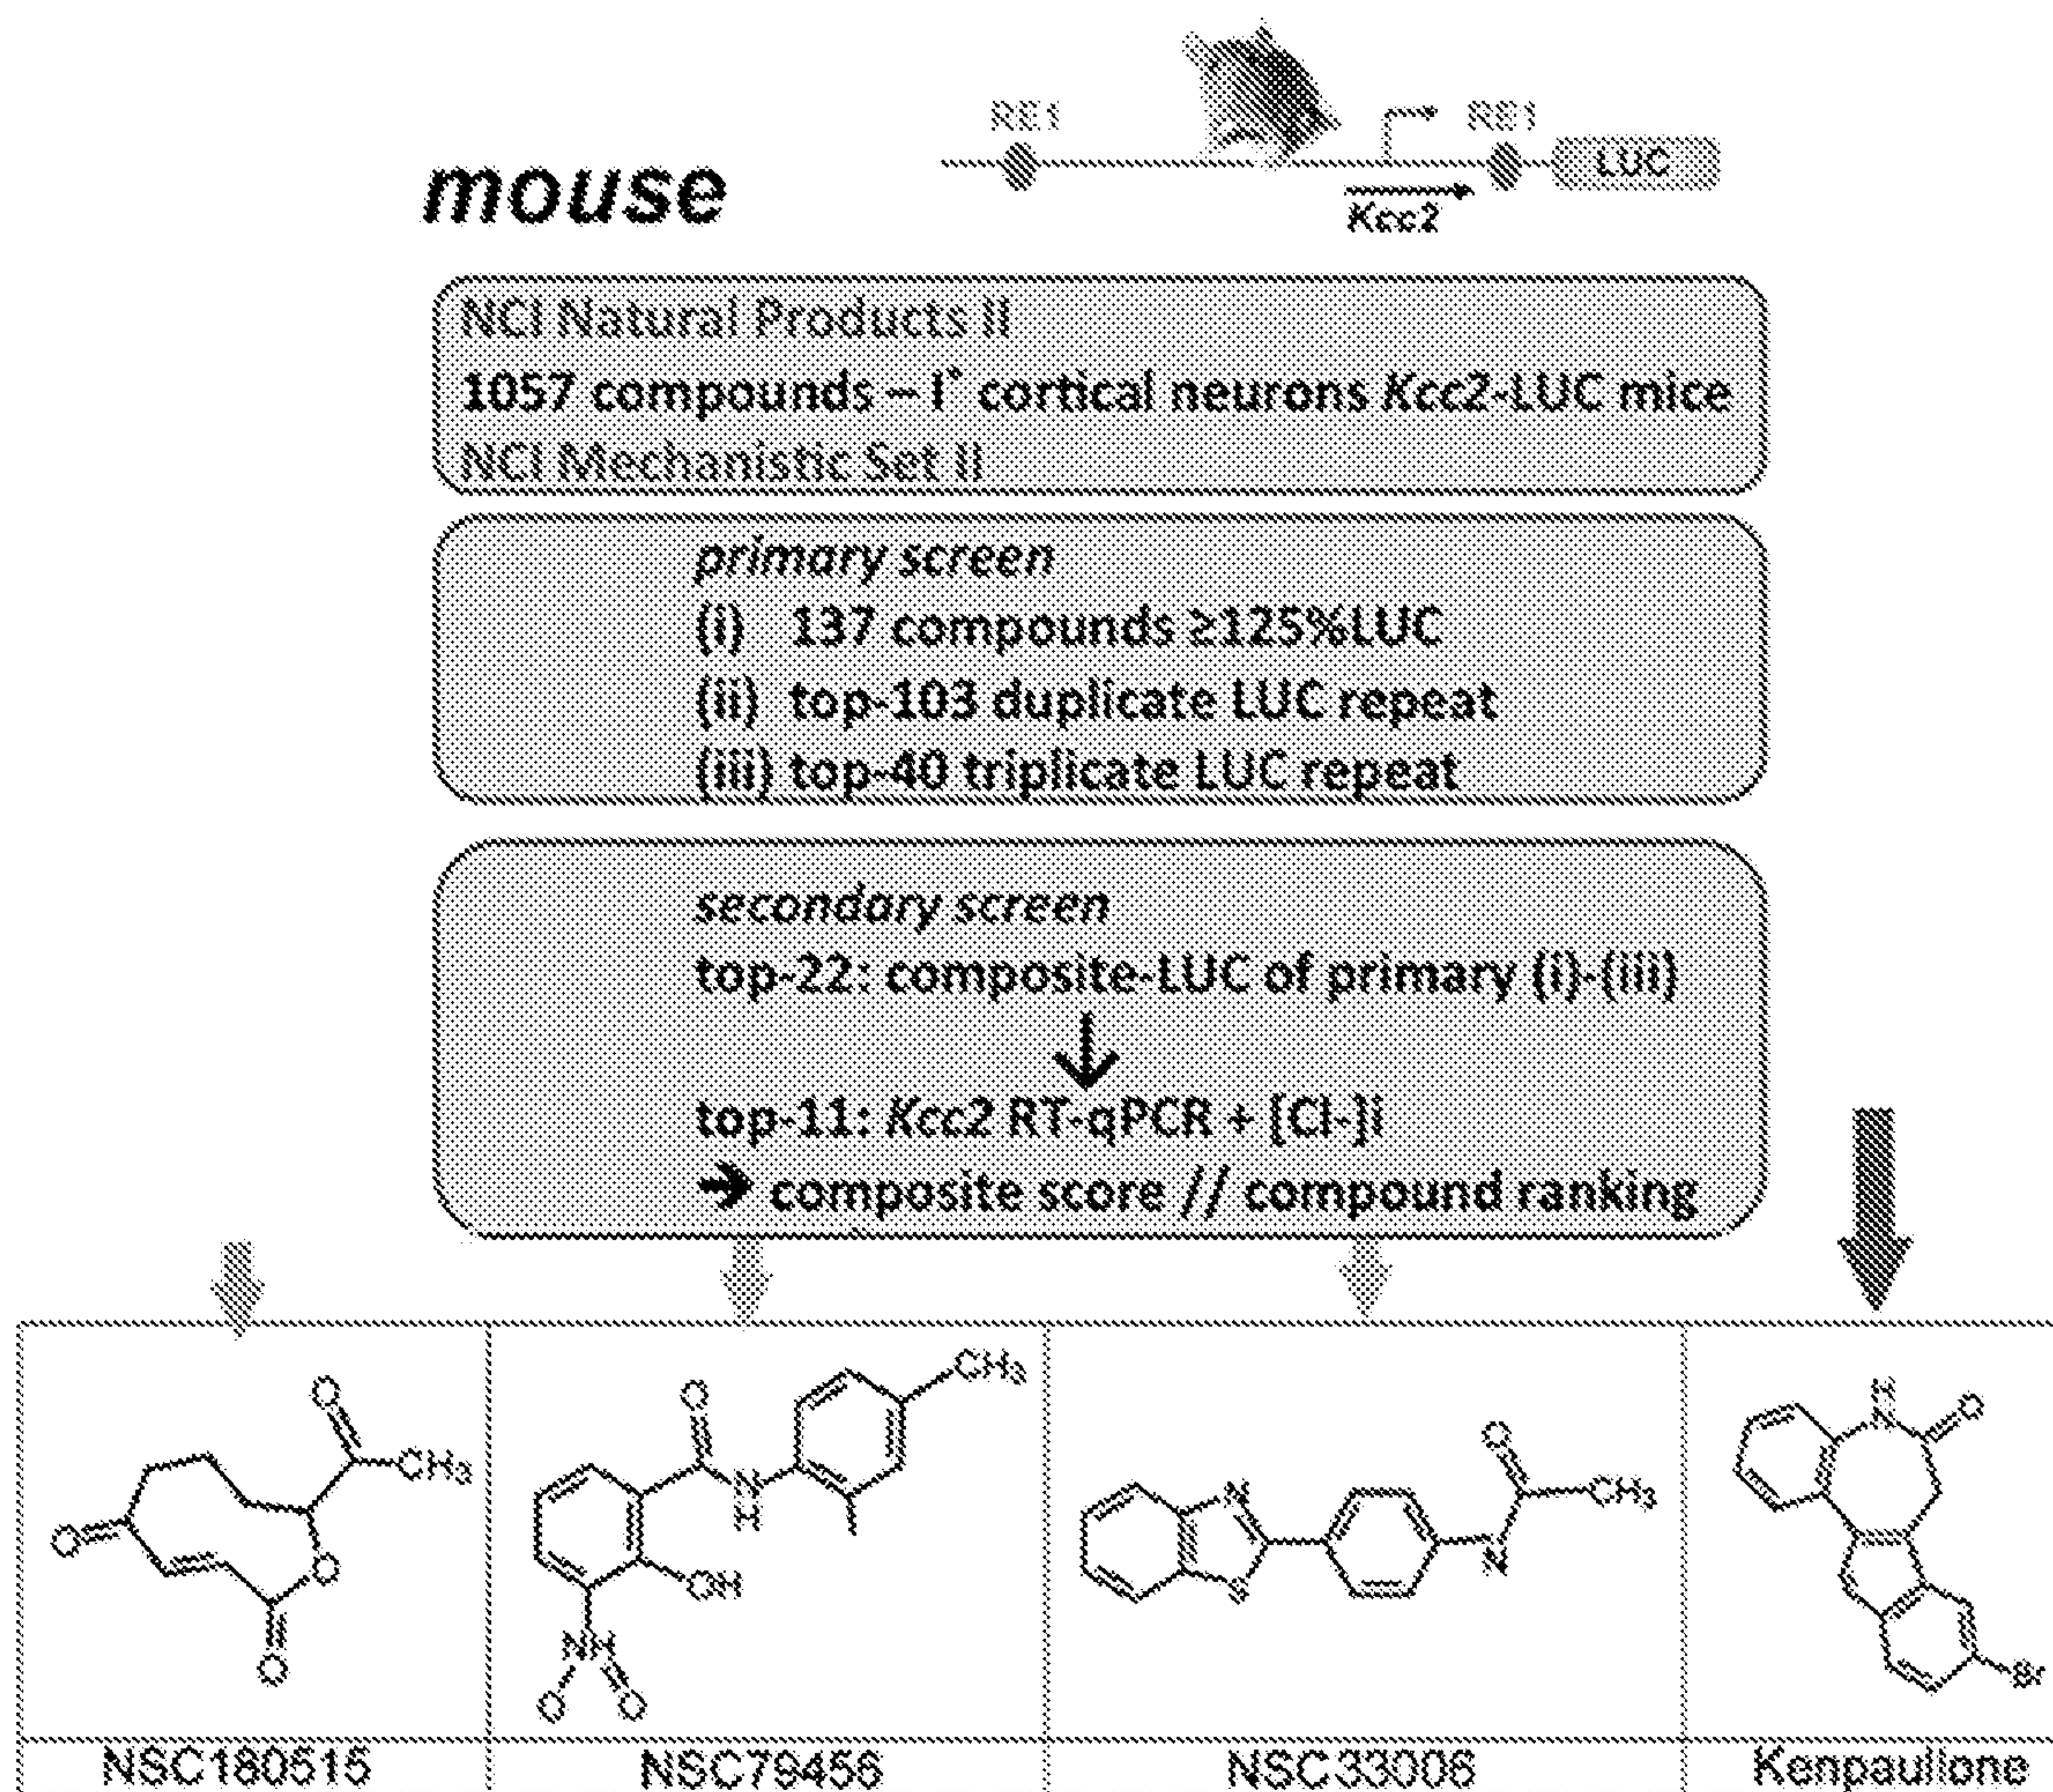 RE1
RE1
LUC
mouse
Kcc2
NCI Natural Products II
1057 compounds – I° cortical neurons Kcc2-LUC mice
NCI Mechanistic Set II
primary screen
(i) 137 compounds ≥125%LUC
(ii) top-103 duplicate LUC repeat
(iii) top-40 triplicate LUC repeat
secondary screen
top-22: composite-LUC of primary (i)-(iii)
↓
top-11: Kcc2 RT-qPCR + [Cl-]i
➔ composite score // compound ranking
O
CH3
O
O
O
O
CH3
N
H
OH
NH
O
O
N
S
O
CH3
N
H
N
O
Br
NSC180515
NSC79456
NSC33006
Kenpaullone